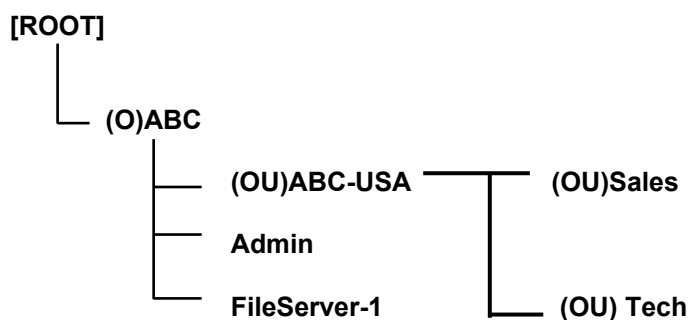 [ROOT]
(O)ABC
(OU)ABC-USA
(OU)Sales
Admin
FileServer-1
(OU) Tech